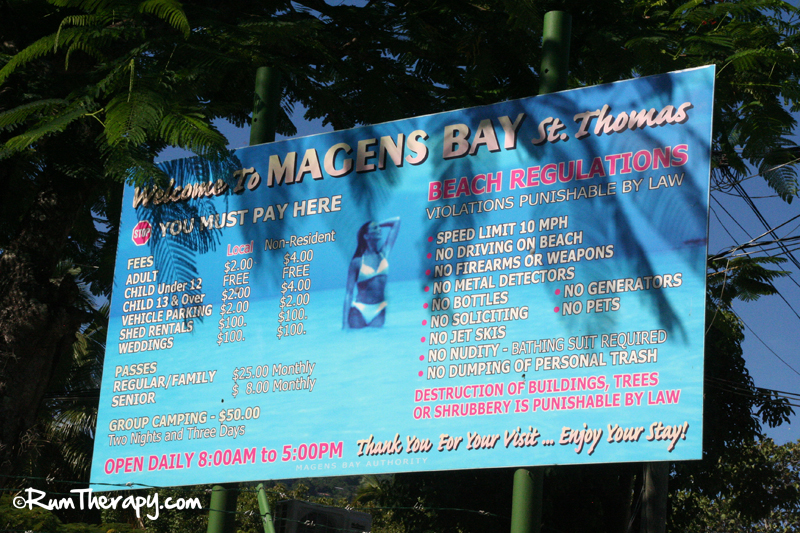 Welcome To MAGENS BAY St. Thomas
STOP YOU MUST PAY HERE
FEES Local Non-Resident
ADULT $2.00 $4.00
CHILD Under 12 FREE FREE
CHILD 13 & Over $2.00 $4.00
VEHICLE PARKING $2.00 $2.00
SHED RENTALS $100. $100.
WEDDINGS $100. $100.
PASSES
REGULAR/FAMILY $25.00 Monthly
SENIOR $ 8.00 Monthly
GROUP CAMPING - $50.00
Two Nights and Three Days
OPEN DAILY 8:00AM to 5:00PM
BEACH REGULATIONS
VIOLATIONS PUNISHABLE BY LAW
• SPEED LIMIT 10 MPH
• NO DRIVING ON BEACH
• NO FIREARMS OR WEAPONS
• NO METAL DETECTORS
• NO BOTTLES • NO GENERATORS
• NO SOLICITING • NO PETS
• NO JET SKIS
• NO NUDITY - BATHING SUIT REQUIRED
• NO DUMPING OF PERSONAL TRASH
DESTRUCTION OF BUILDINGS, TREES
OR SHRUBBERY IS PUNISHABLE BY LAW
Thank You For Your Visit ... Enjoy Your Stay!
MAGENS BAY AUTHORITY
©RumTherapy.com